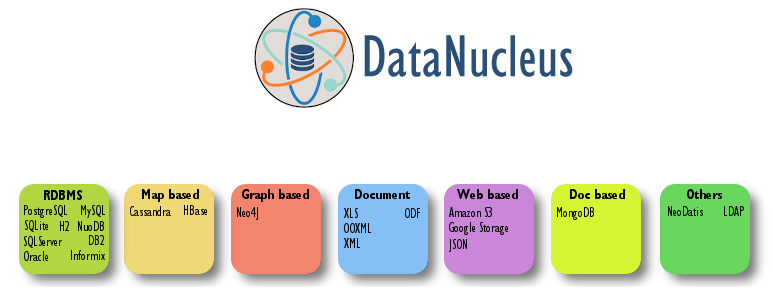 DataNucleus
RDBMS
PostgreSQL MySQL
SQLite H2 NuoDB
SQLServer DB2
Oracle Informix
Map based
Cassandra HBase
Graph based
Neo4J
Document
XLS ODF
OOXML
XML
Web based
Amazon S3
Google Storage
JSON
Doc based
MongoDB
Others
NeoDatis LDAP